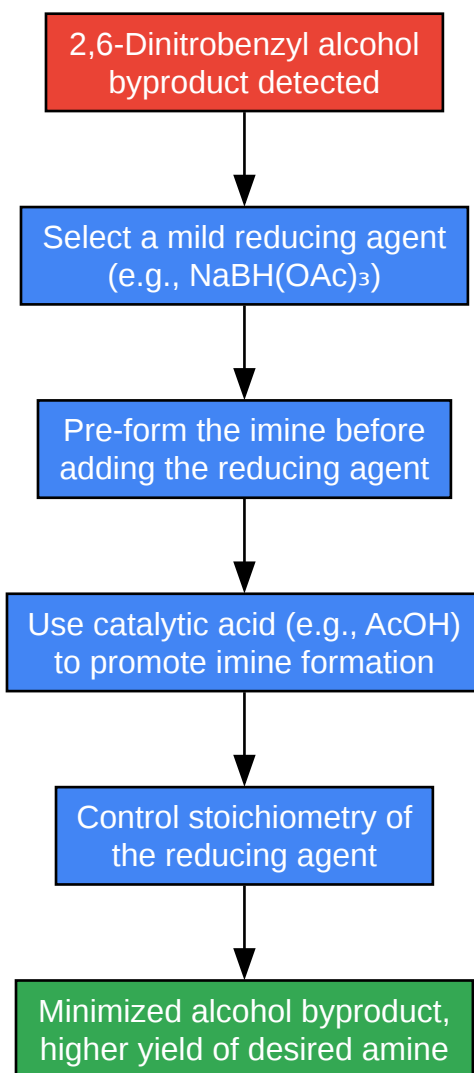 2,6-Dinitrobenzyl alcohol
byproduct detected
Select a mild reducing agent
(e.g., NaBH(OAc)₃)
Pre-form the imine before
adding the reducing agent
Use catalytic acid (e.g., AcOH)
to promote imine formation
Control stoichiometry of
the reducing agent
Minimized alcohol byproduct,
higher yield of desired amine